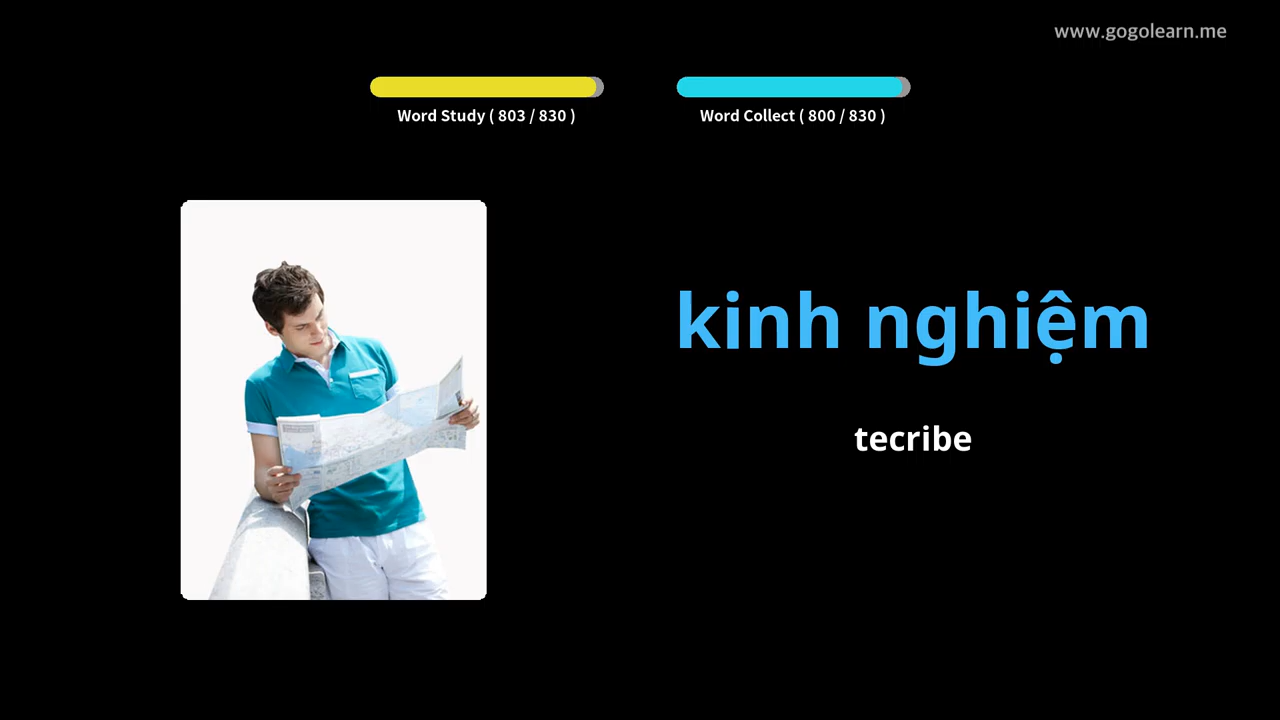 www.gogolearn.me
Word Study ( 803 / 830 )
Word Collect ( 800 / 830 )
kinh nghiệm
tecribe